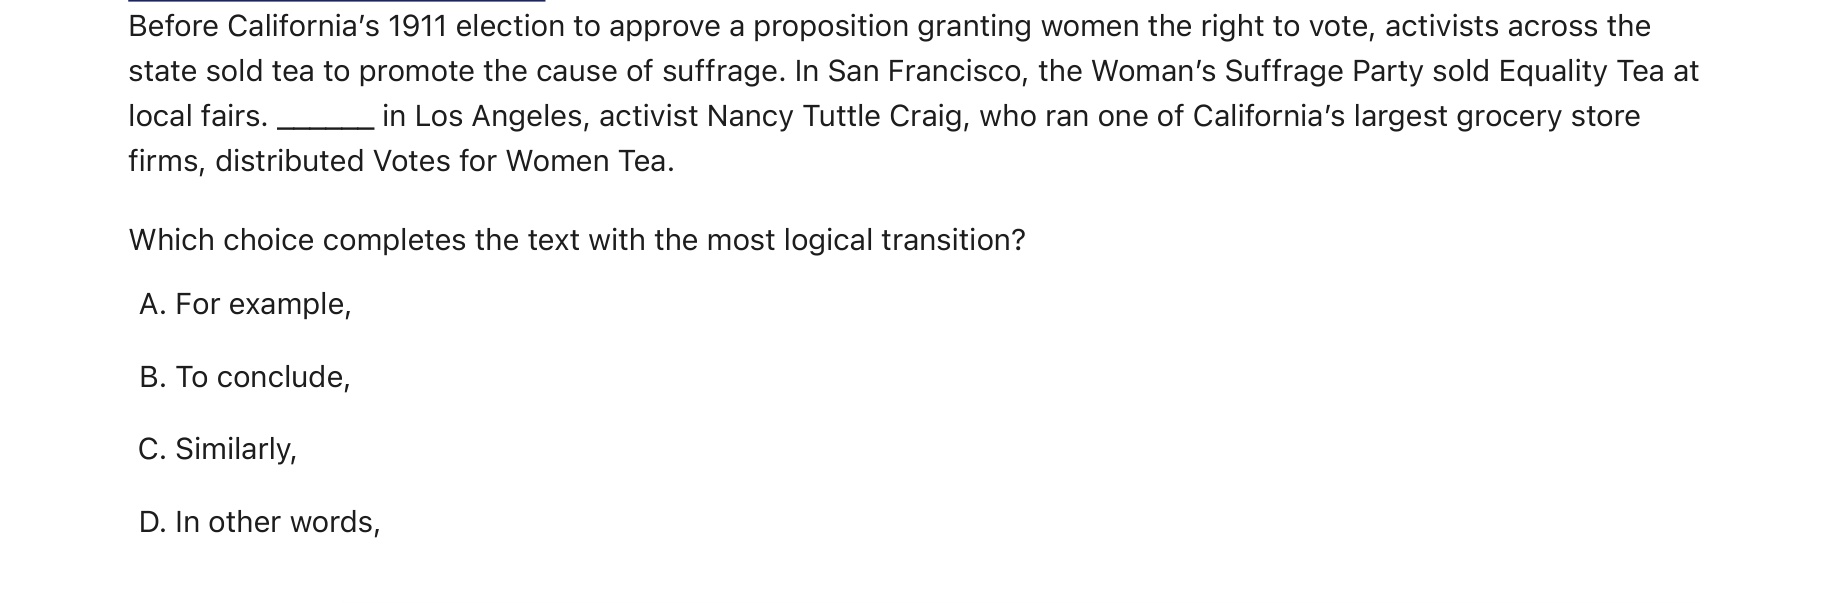 Before California’s 1911 election to approve a proposition granting women the right to vote, activists across the
state sold tea to promote the cause of suffrage. In San Francisco, the Woman’s Suffrage Party sold Equality Tea at
local fairs. ______ in Los Angeles, activist Nancy Tuttle Craig, who ran one of California’s largest grocery store
firms, distributed Votes for Women Tea.
Which choice completes the text with the most logical transition?
A. For example,
B. To conclude,
C. Similarly,
D. In other words,